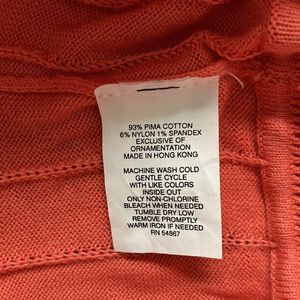 93% PIMA COTTON
6% NYLON 1% SPANDEX
EXCLUSIVE OF
ORNAMENTATION
MADE IN HONG KONG
MACHINE WASH COLD
GENTLE CYCLE
WITH LIKE COLORS
INSIDE OUT
ONLY NON-CHLORINE
BLEACH WHEN NEEDED
TUMBLE DRY LOW
REMOVE PROMPTLY
WARM IRON IF NEEDED
RN 54867